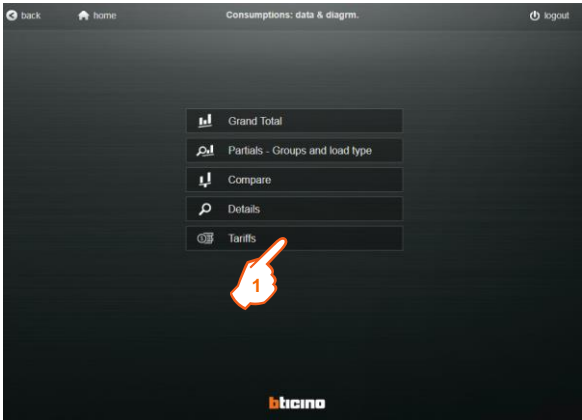 back home Consumptions: data & diagrm. logout
Grand Total
Partials - Groups and load type
Compare
Details
Tariffs
1
bticino